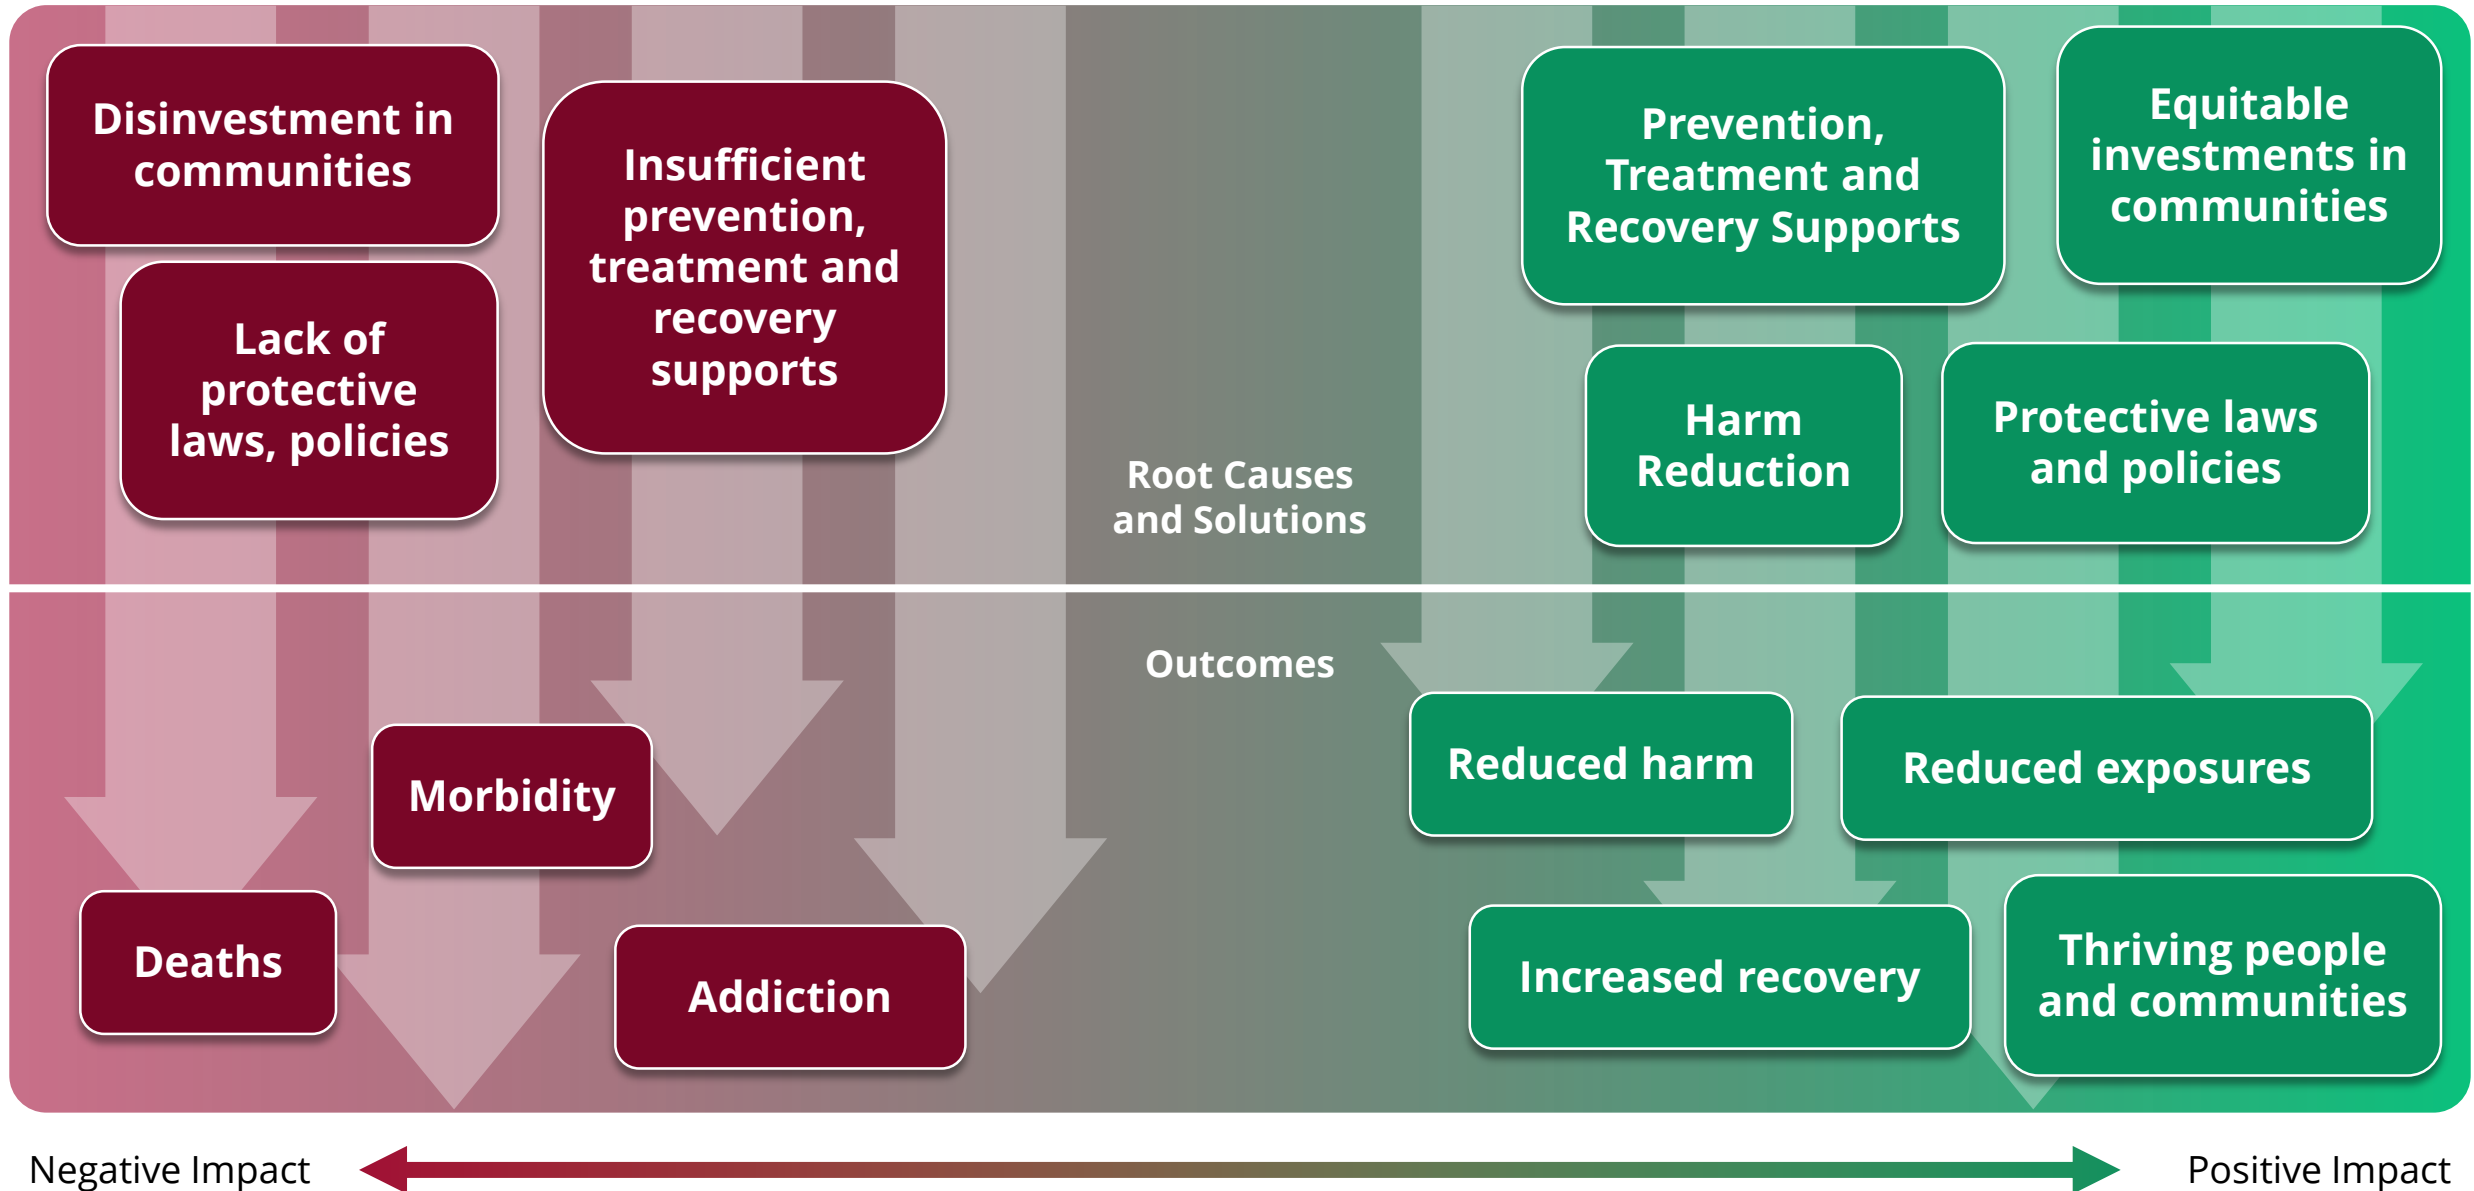 Disinvestment in
communities
Lack of
protective
laws, policies
Insufficient
prevention,
treatment and
recovery
supports
Root Causes
and Solutions
Prevention,
Treatment and
Recovery Supports
Equitable
investments in
communities
Harm
Reduction
Protective laws
and policies
Outcomes
Morbidity
Deaths
Addiction
Reduced harm
Reduced exposures
Increased recovery
Thriving people
and communities
Negative Impact
Positive Impact